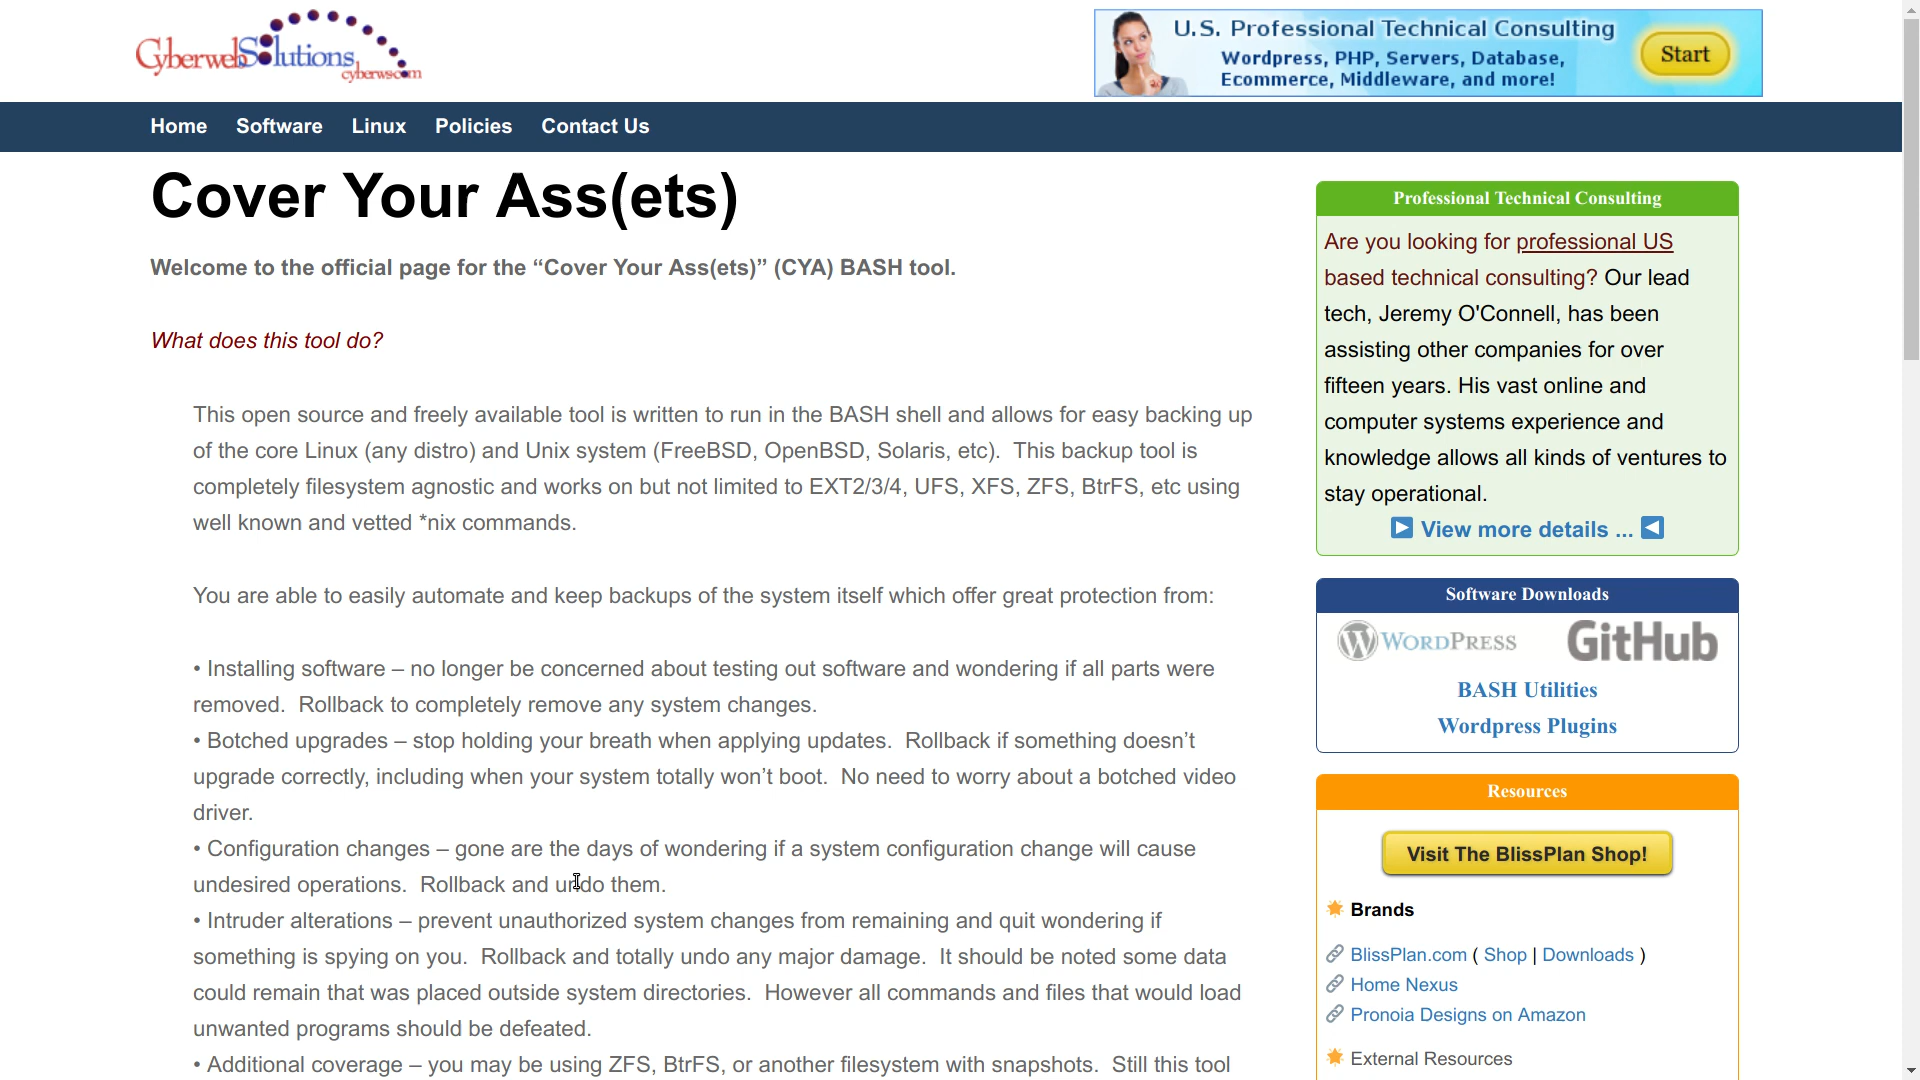 CyberwebSolutions
cyberws.com
U.S. Professional Technical Consulting
Wordpress, PHP, Servers, Database,
Ecommerce, Middleware, and more!
Start
Home Software Linux Policies Contact Us
Cover Your Ass(ets)
Welcome to the official page for the “Cover Your Ass(ets)” (CYA) BASH tool.
What does this tool do?
This open source and freely available tool is written to run in the BASH shell and allows for easy backing up
of the core Linux (any distro) and Unix system (FreeBSD, OpenBSD, Solaris, etc).  This backup tool is
completely filesystem agnostic and works on but not limited to EXT2/3/4, UFS, XFS, ZFS, BtrFS, etc using
well known and vetted *nix commands.
You are able to easily automate and keep backups of the system itself which offer great protection from:
• Installing software – no longer be concerned about testing out software and wondering if all parts were
removed.  Rollback to completely remove any system changes.
• Botched upgrades – stop holding your breath when applying updates.  Rollback if something doesn’t
upgrade correctly, including when your system totally won’t boot.  No need to worry about a botched video
driver.
• Configuration changes – gone are the days of wondering if a system configuration change will cause
undesired operations.  Rollback and undo them.
• Intruder alterations – prevent unauthorized system changes from remaining and quit wondering if
something is spying on you.  Rollback and totally undo any major damage.  It should be noted some data
could remain that was placed outside system directories.  However all commands and files that would load
unwanted programs should be defeated.
• Additional coverage – you may be using ZFS, BtrFS, or another filesystem with snapshots.  Still this tool
Professional Technical Consulting
Are you looking for professional US
based technical consulting? Our lead
tech, Jeremy O'Connell, has been
assisting other companies for over
fifteen years. His vast online and
computer systems experience and
knowledge allows all kinds of ventures to
stay operational.
View more details ...
Software Downloads
WORDPRESS GitHub
BASH Utilities
Wordpress Plugins
Resources
Visit The BlissPlan Shop!
Brands
BlissPlan.com ( Shop | Downloads )
Home Nexus
Pronoia Designs on Amazon
External Resources